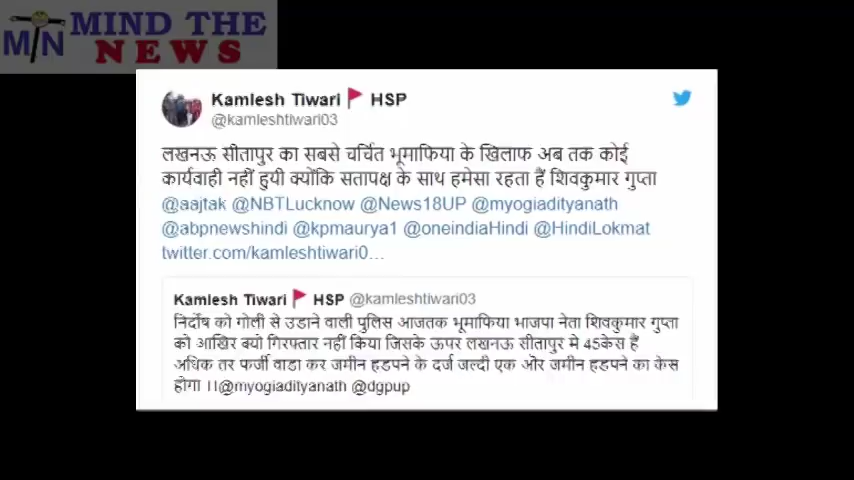 MIND THE
NEWS
MTN
Kamlesh Tiwari🚩 HSP
@kamleshtiwari03
लखनऊ सीतापुर का सबसे चर्चित भूमाफिया के खिलाफ अब तक कोई
कार्यवाही नहीं हुयी क्योंकि सतापक्ष के साथ हमेसा रहता हैं शिवकुमार गुप्ता
@aajtak @NBTLucknow @News18UP @myogiadityanath
@abpnewshindi @kpmaurya1 @oneindiaHindi @HindiLokmat
twitter.com/kamleshtiwari0...
Kamlesh Tiwari🚩 HSP @kamleshtiwari03
निर्दोष को गोली से उडाने वाली पुलिस आजतक भूमाफिया भाजपा नेता शिवकुमार गुप्ता
को आखिर क्यो गिरफ्तार नहीं किया जिसके ऊपर लखनऊ सीतापुर मे 45केस हैं
अधिक तर फर्जी वाडा कर जमीन हडपने के दर्ज जल्दी एक और जमीन हडपने का केस
होगा ।।@myogiadityanath @dgpup